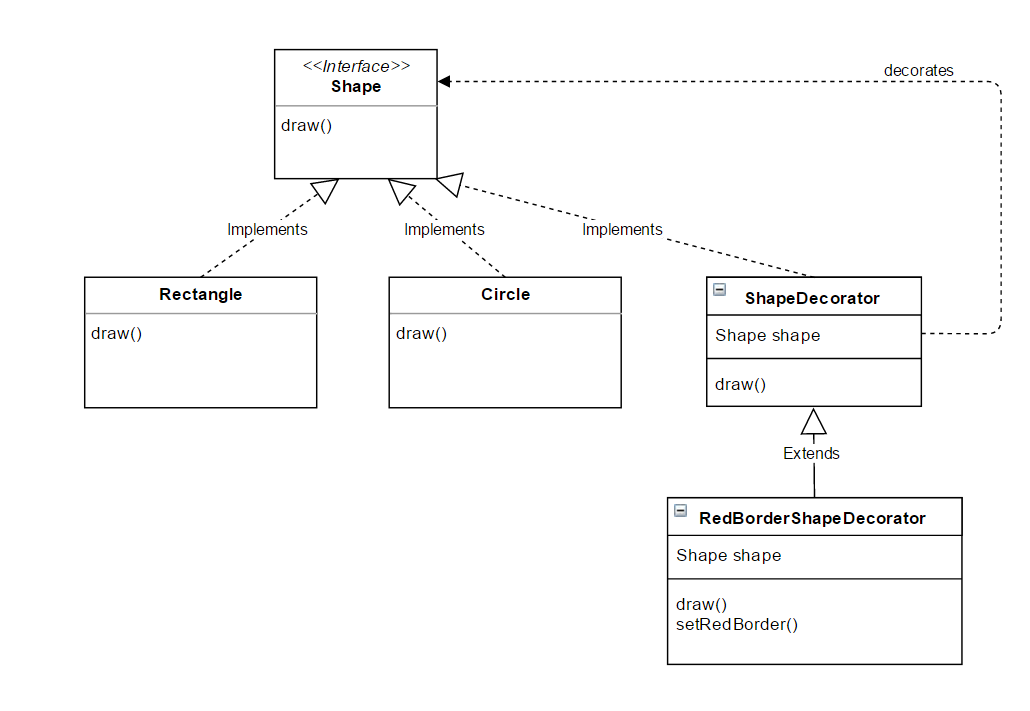 <<Interface>>
Shape
draw()
decorates
Implements
Implements
Implements
Rectangle
draw()
Circle
draw()
ShapeDecorator
Shape shape
draw()
Extends
RedBorderShapeDecorator
Shape shape
draw()
setRedBorder()